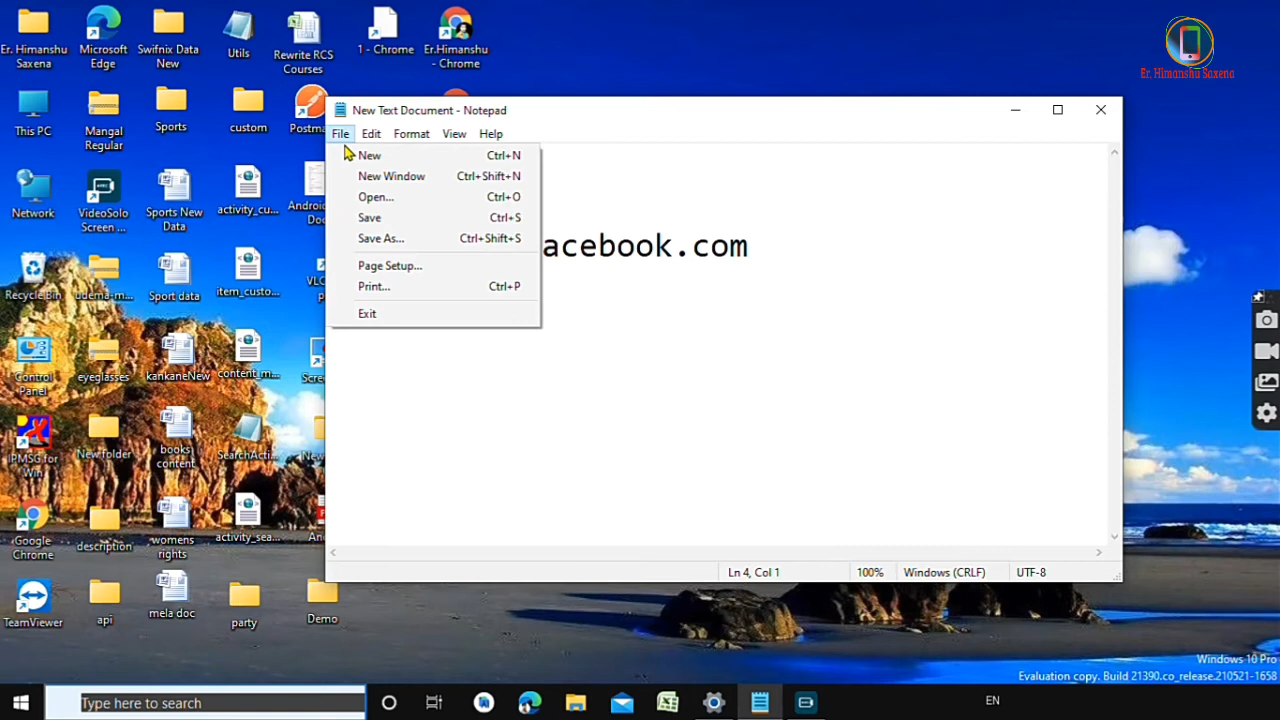 Er. Himanshu Saxena
Microsoft Edge
Swifnix Data New
Utils
Rewrite RCS Courses
1 - Chrome
Er.Himanshu - Chrome
Er. Himanshu Saxena
This PC
Mangal Regular
Sports
custom
New Text Document - Notepad
File Edit Format View Help
New Ctrl+N
New Window Ctrl+Shift+N
Open... Ctrl+O
Save Ctrl+S
Save As... Ctrl+Shift+S
Page Setup...
Print... Ctrl+P
Exit
acebook.com
Network
VideoSolo Screen ...
Sports New Data
activity_cu...
Recycle Bin
Sport data
item_custo...
Control Panel
eyeglasses
kankaneNew
content_m...
IPMSG for Win
New folder
books content
SearchActi...
Google Chrome
description
womens rights
activity_sea...
TeamViewer
api
mela doc
party
Demo
Ln 4, Col 1 100% Windows (CRLF) UTF-8
Windows 10 Pro
Evaluation copy. Build 21390.co_release.210521-1658
Type here to search
EN